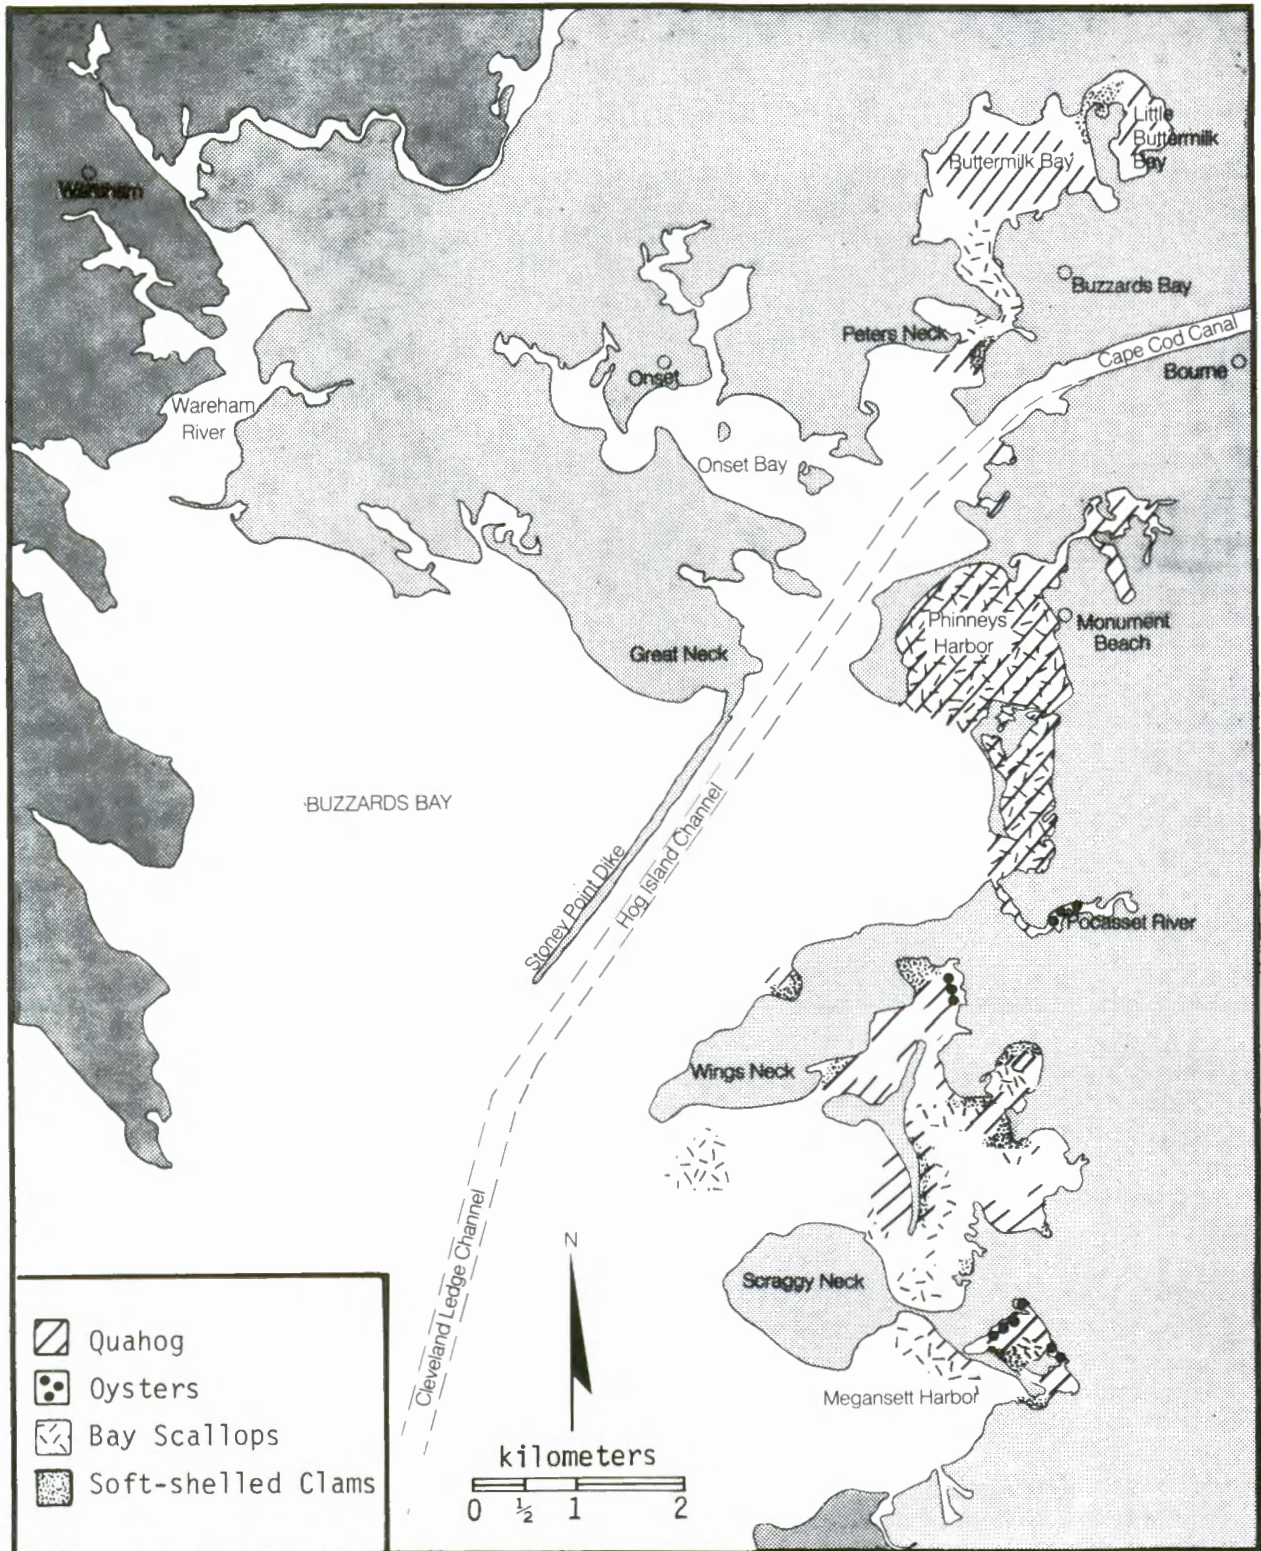 Little
Buttermilk
Bay
Buttermilk Bay
Wareham
Buzzards Bay
Peters Neck
Cape Cod Canal
Bourne
Onset
Wareham
River
Onset Bay
Phinneys
Harbor
Monument
Beach
Great Neck
BUZZARDS BAY
Stoney Point Dike
Hog Island Channel
Pocasset River
Wings Neck
Cleveland Ledge Channel
N
Scraggy Neck
Megansett Harbor
Quahog
Oysters
Bay Scallops
Soft-shelled Clams
kilometers
0 ½ 1 2